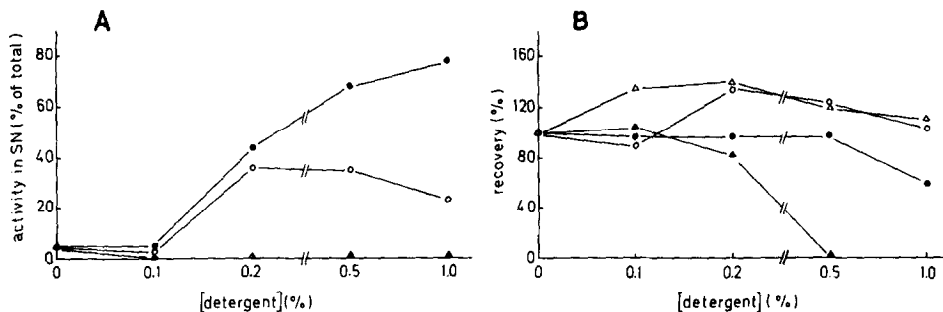 A
activity in SN (% of total)
80
60
40
20
0
0 0.1 0.2 0.5 1.0
[detergent] (%)
B
recovery (%)
160
120
80
40
0
0 0.1 0.2 0.5 1.0
[detergent] (%)